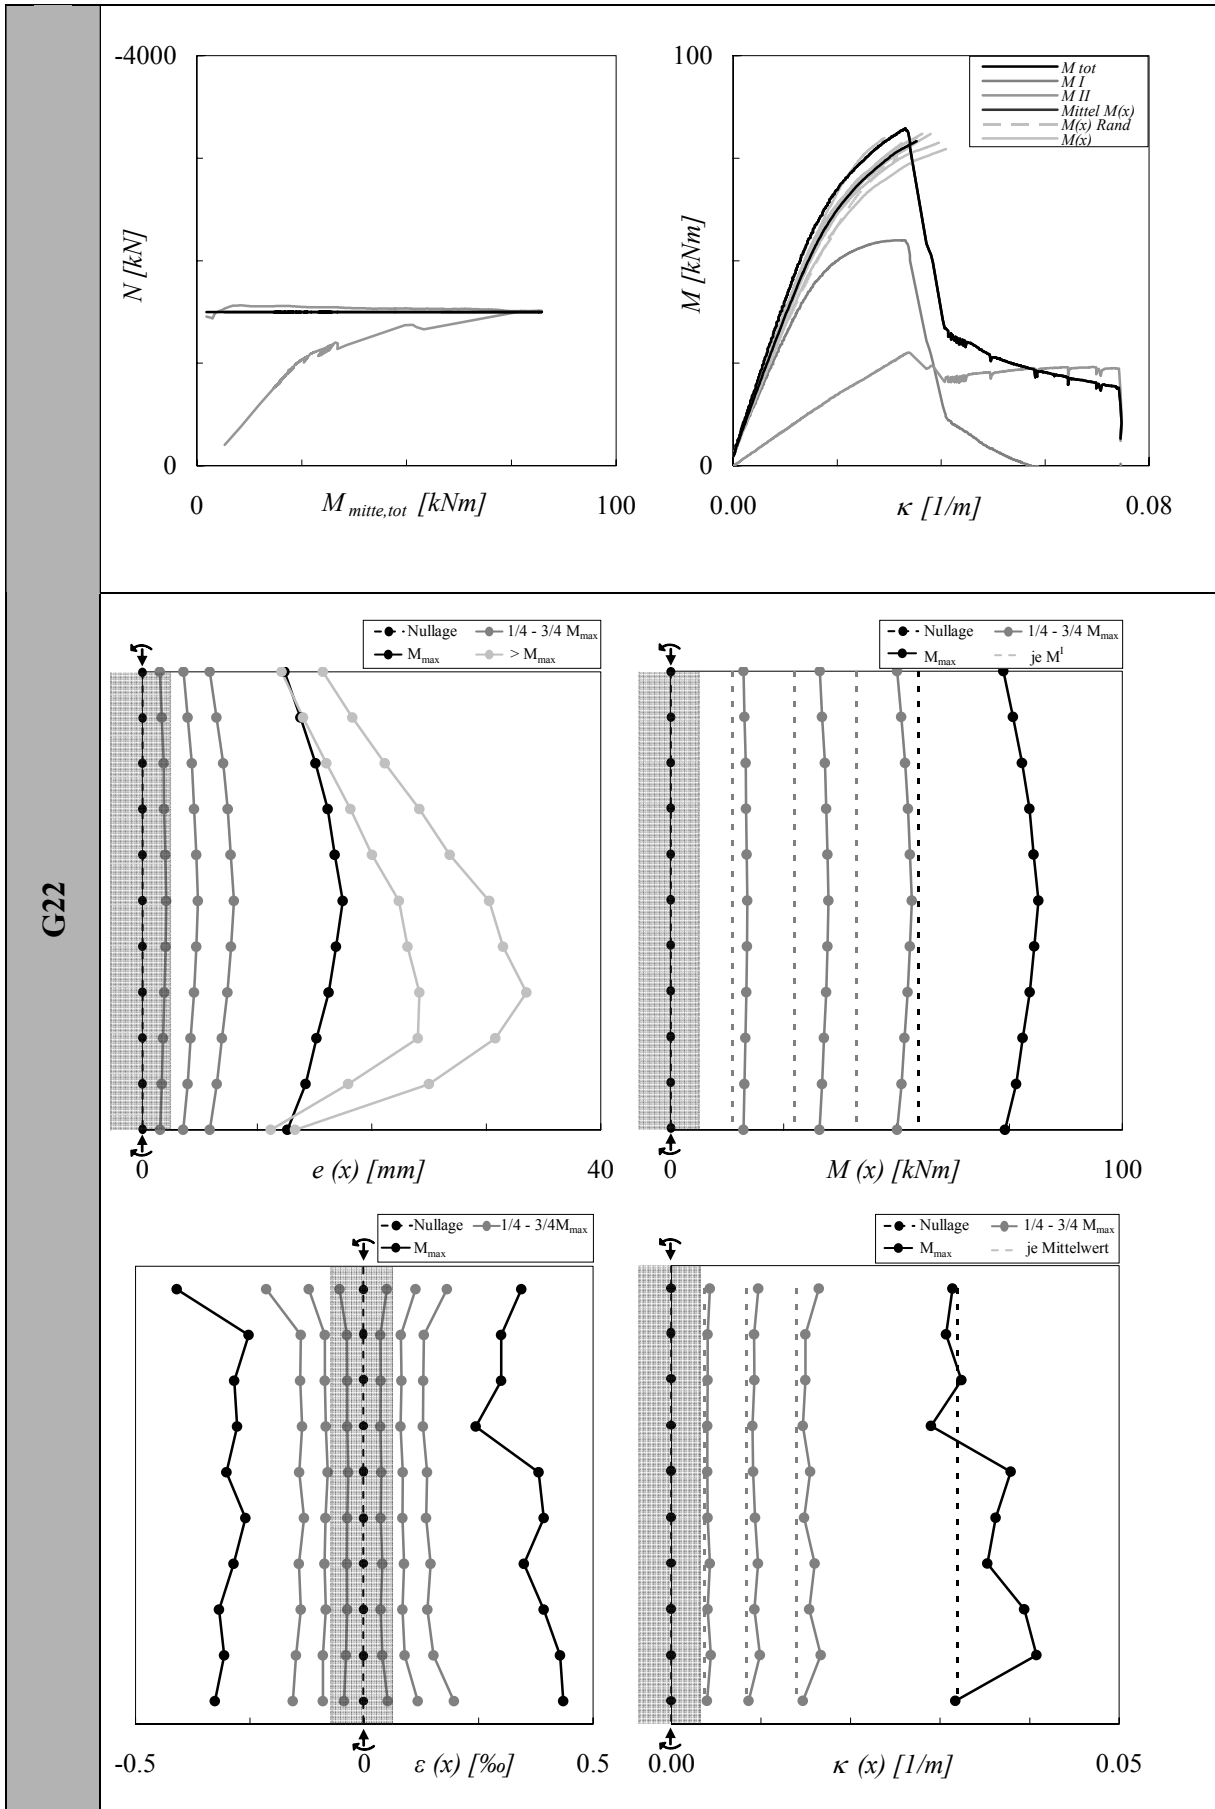 G22
-4000
N [kN]
0
0
M mitte,tot [kNm]
100
100
M [kNm]
0
0.00
κ [1/m]
0.08
M tot
M I
M II
Mittel M(x)
M(x) Rand
M(x)
Nullage
1/4 - 3/4 Mmax
Mmax
> Mmax
0
e (x) [mm]
40
Nullage
1/4 - 3/4 Mmax
Mmax
je M^I
0
M (x) [kNm]
100
Nullage
1/4 - 3/4Mmax
Mmax
-0.5
0
ε (x) [‰]
0.5
Nullage
1/4 - 3/4 Mmax
Mmax
je Mittelwert
0.00
κ (x) [1/m]
0.05